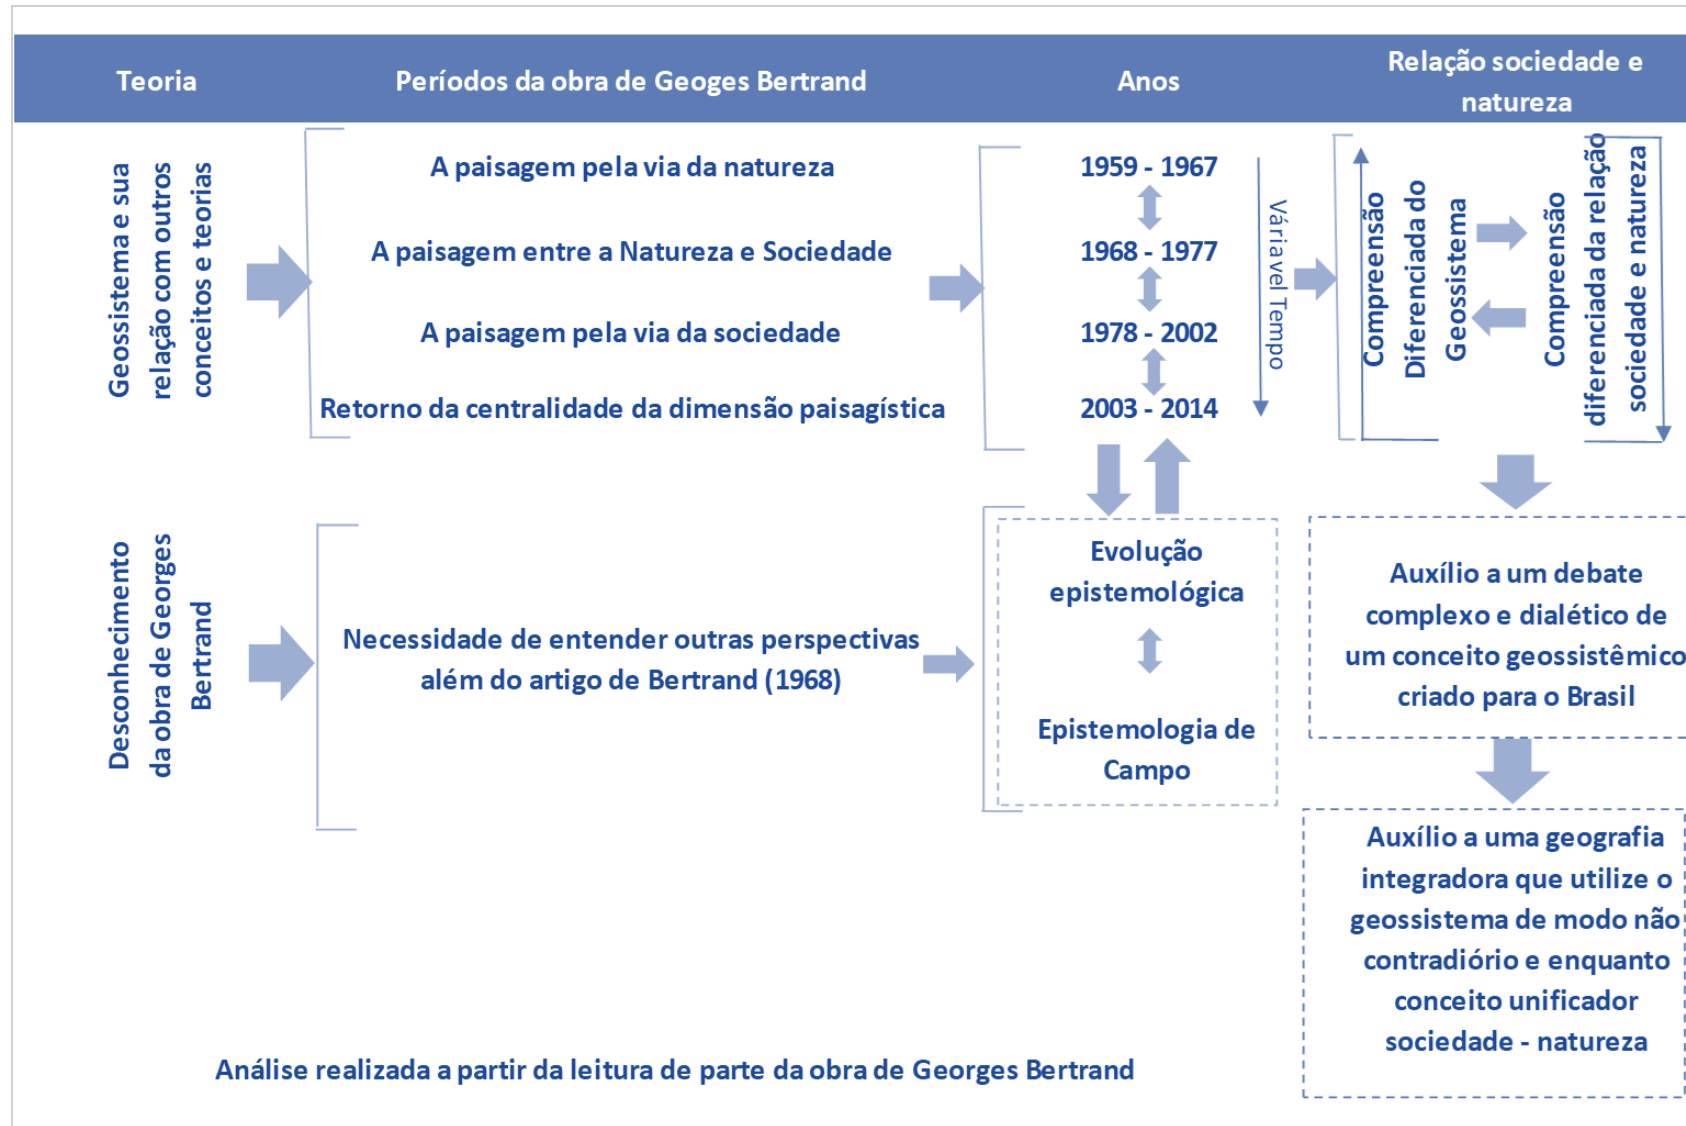 Teoria
Períodos da obra de Geoges Bertrand
Anos
Relação sociedade e
natureza
Geossistema e sua
relação com outros
conceitos e teorias
A paisagem pela via da natureza
A paisagem entre a Natureza e Sociedade
A paisagem pela via da sociedade
Retorno da centralidade da dimensão paisagística
1959 - 1967
1968 - 1977
1978 - 2002
2003 - 2014
Váriavel Tempo
Compreensão
Diferenciada do
Geossistema
Compreensão
diferenciada da relação
sociedade e natureza
Desconhecimento
da obra de Georges
Bertrand
Necessidade de entender outras perspectivas
além do artigo de Bertrand (1968)
Evolução
epistemológica
Epistemologia de
Campo
Auxílio a um debate
complexo e dialético de
um conceito geossistêmico
criado para o Brasil
Auxílio a uma geografia
integradora que utilize o
geossistema de modo não
contradiório e enquanto
conceito unificador
sociedade - natureza
Análise realizada a partir da leitura de parte da obra de Georges Bertrand